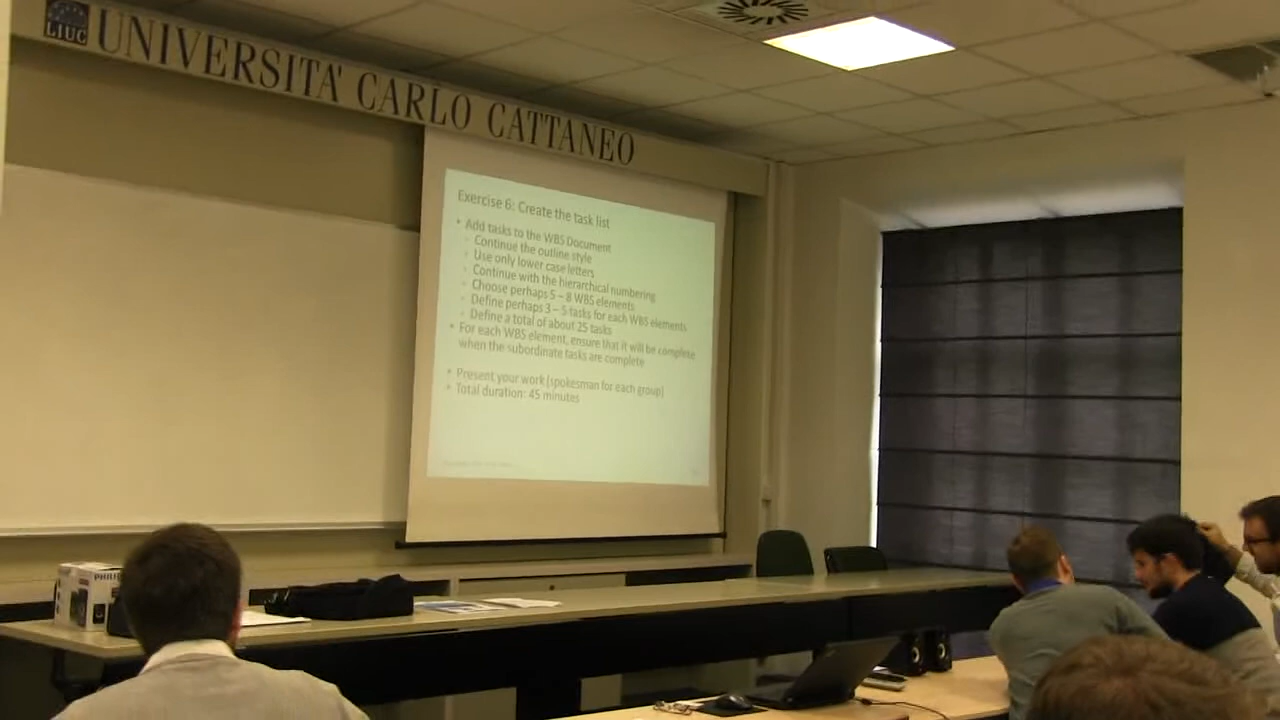 LIUC
UNIVERSITA' CARLO CATTANEO
Exercise 6: Create the task list
• Add tasks to the WBS Document
- Continue the outline style
- Use only lower case letters
- Continue with the hierarchical numbering
- Choose perhaps 5 – 8 WBS elements
- Define perhaps 3 – 5 tasks for each WBS elements
- Define a total of about 25 tasks
• For each WBS element, ensure that it will be complete
when the subordinate tasks are complete
• Present your work (spokesman for each group)
• Total duration: 45 minutes
PHILIPS